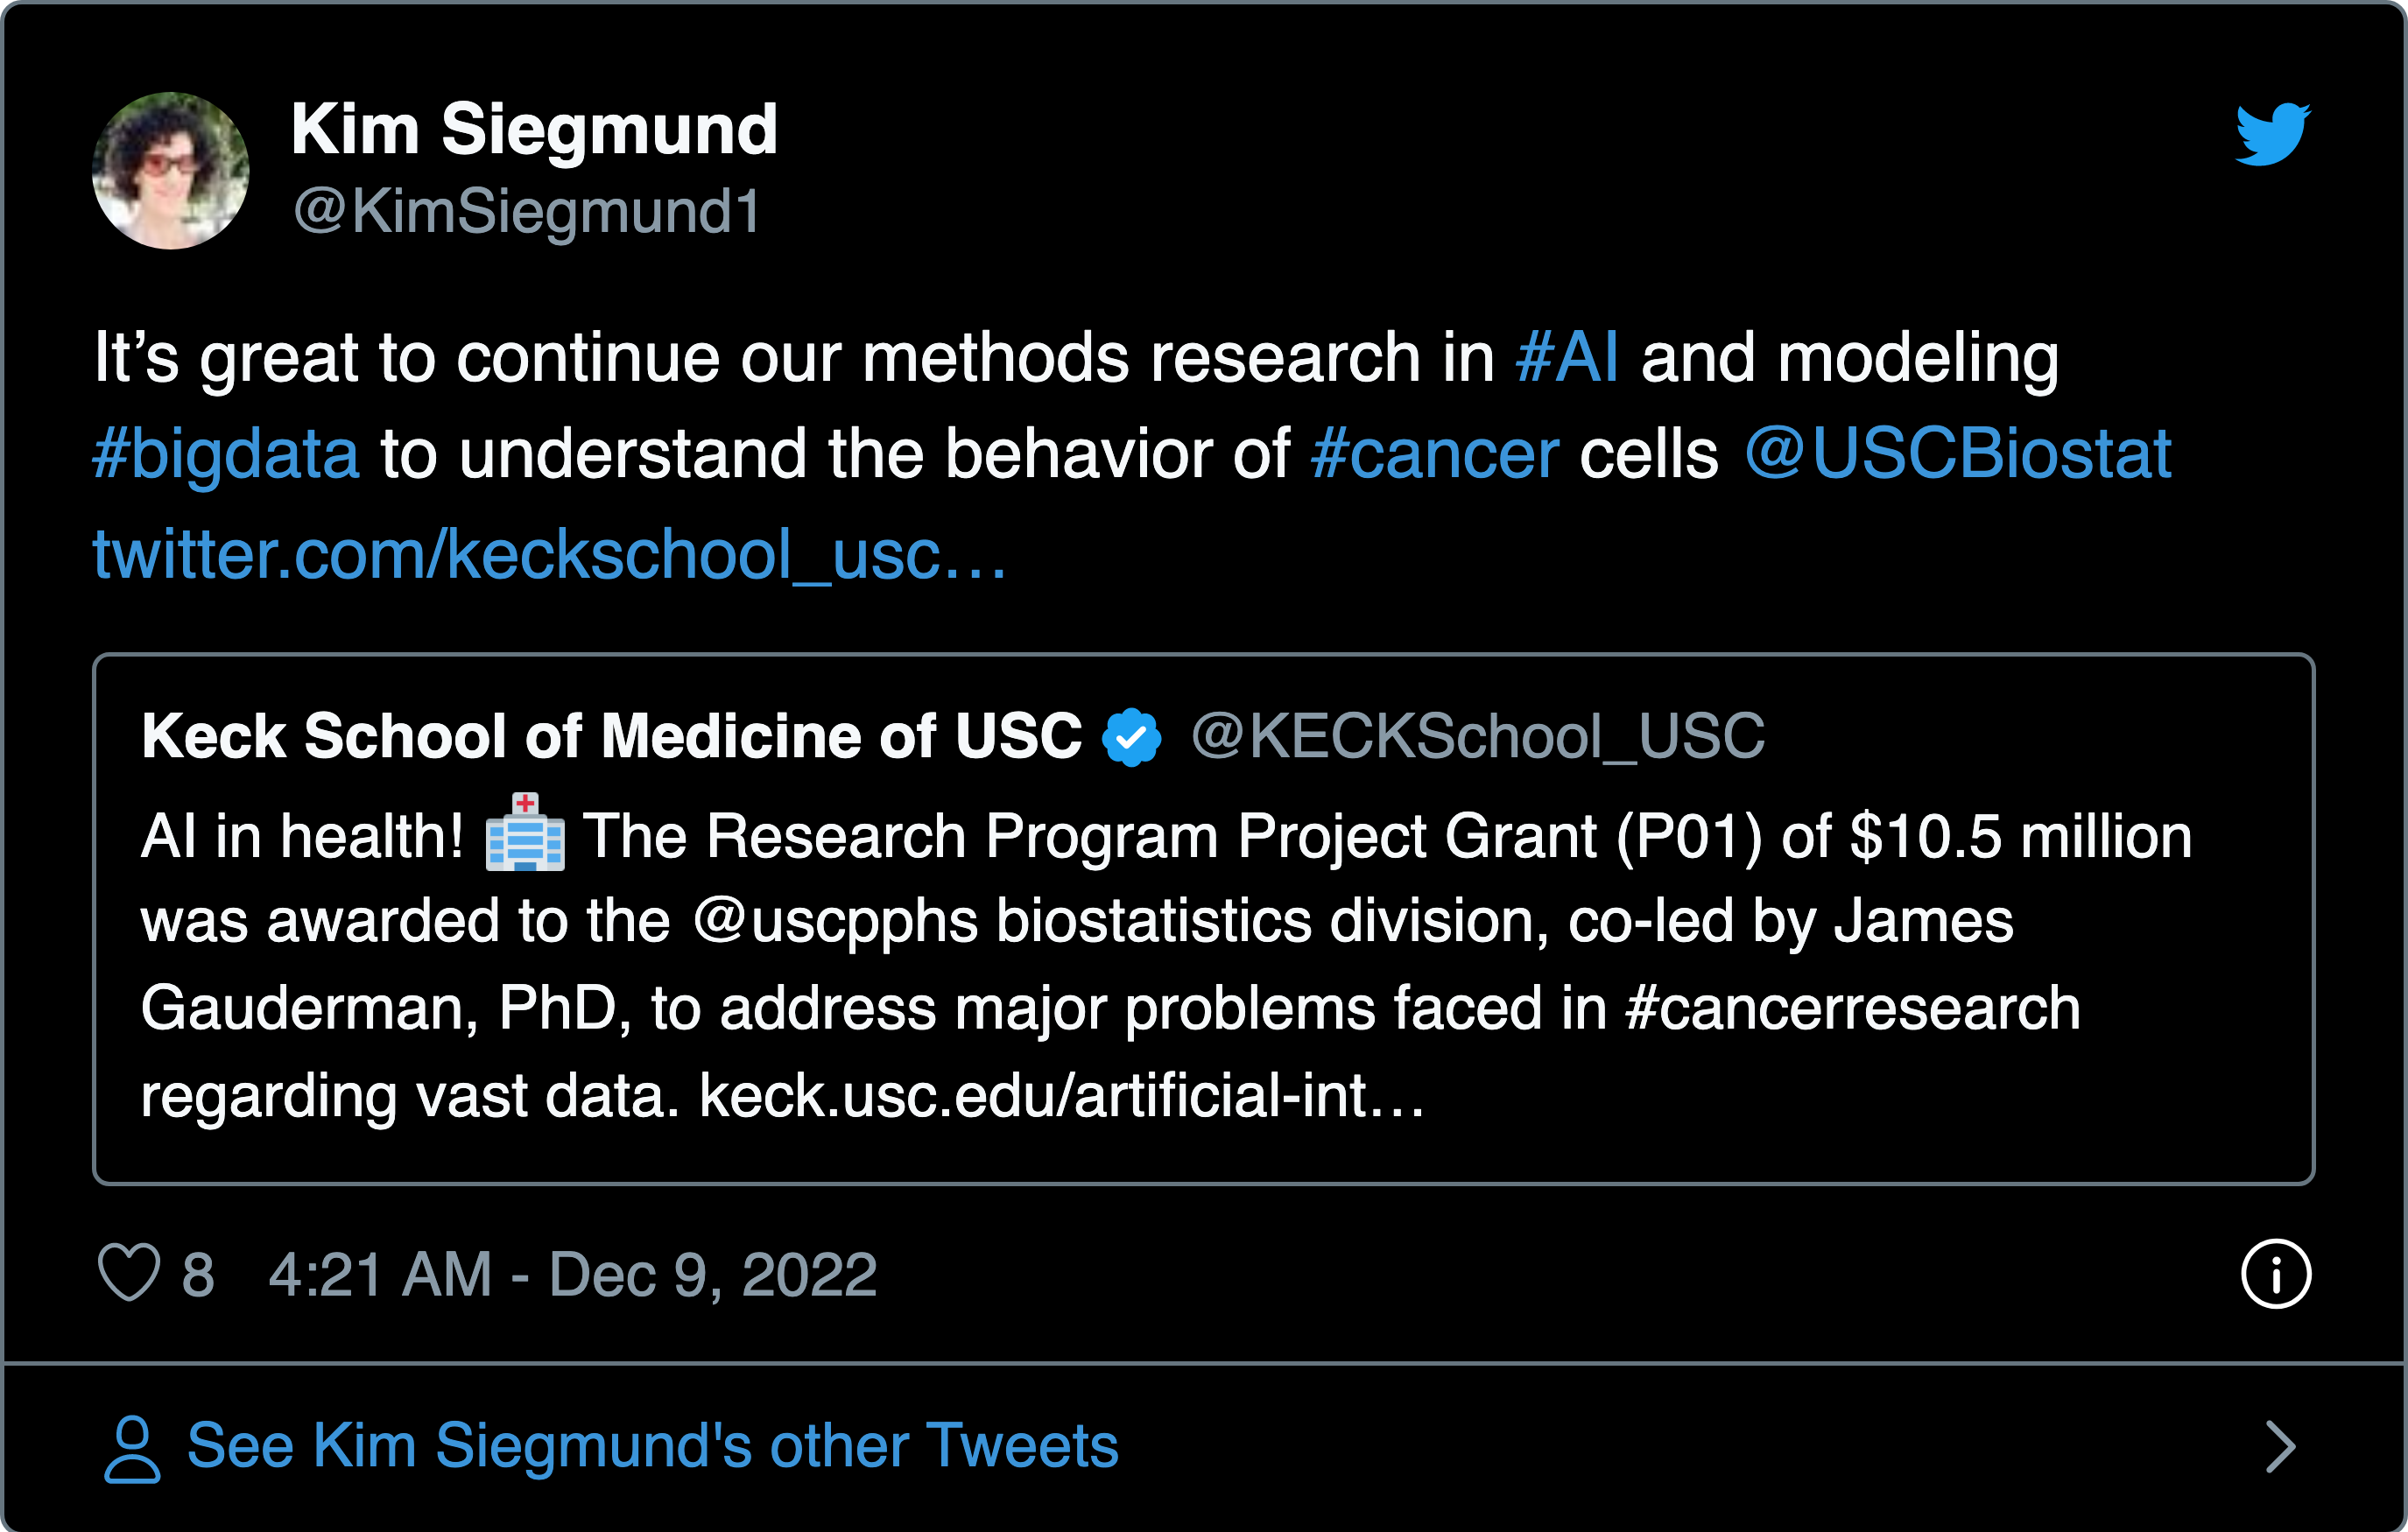 Kim Siegmund
@KimSiegmund1
It’s great to continue our methods research in #AI and modeling
#bigdata to understand the behavior of #cancer cells @USCBiostat
twitter.com/keckschool_usc…
Keck School of Medicine of USC @KECKSchool_USC
AI in health! 🏥 The Research Program Project Grant (P01) of $10.5 million
was awarded to the @uscpphs biostatistics division, co-led by James
Gauderman, PhD, to address major problems faced in #cancerresearch
regarding vast data. keck.usc.edu/artificial-int…
8 4:21 AM - Dec 9, 2022
See Kim Siegmund's other Tweets